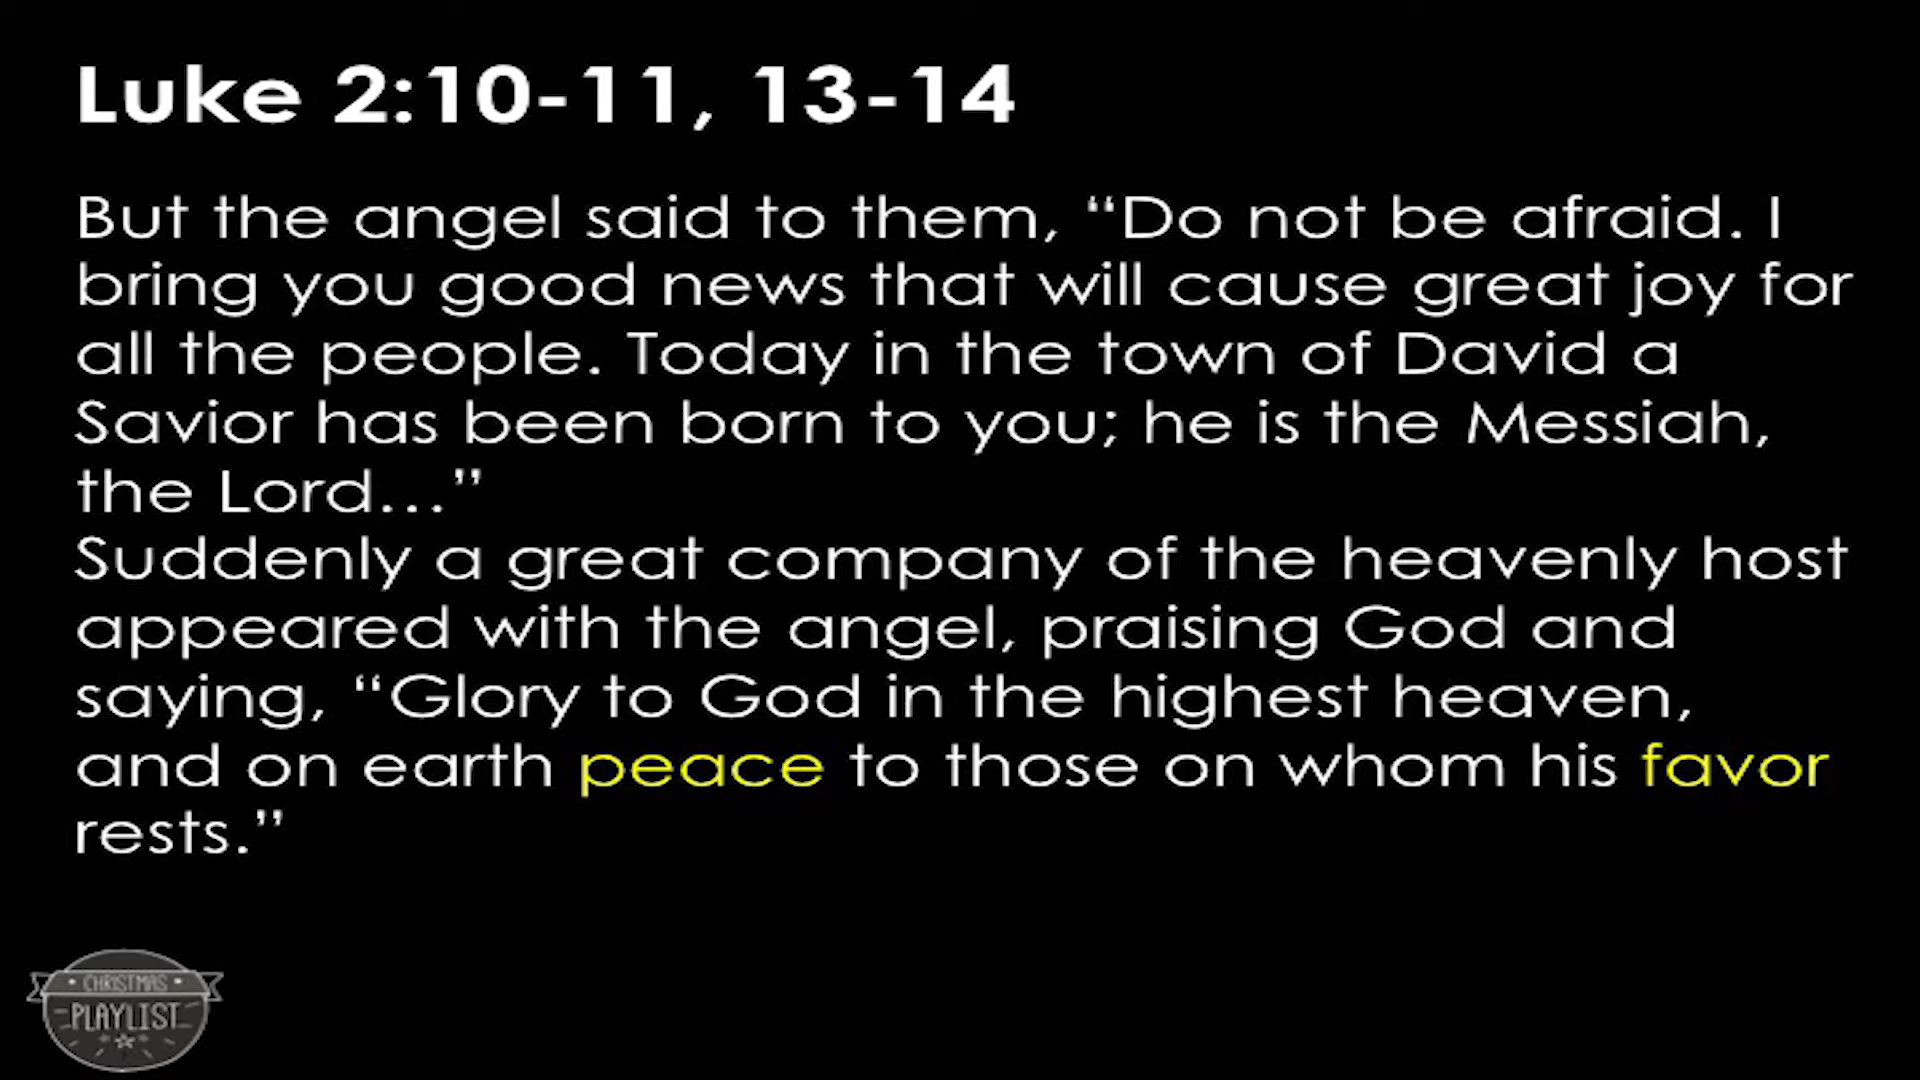 Luke 2:10-11, 13-14
But the angel said to them, “Do not be afraid. I
bring you good news that will cause great joy for
all the people. Today in the town of David a
Savior has been born to you; he is the Messiah,
the Lord…”
Suddenly a great company of the heavenly host
appeared with the angel, praising God and
saying, “Glory to God in the highest heaven,
and on earth peace to those on whom his favor
rests.”
• CHRISTMAS •
PLAYLIST